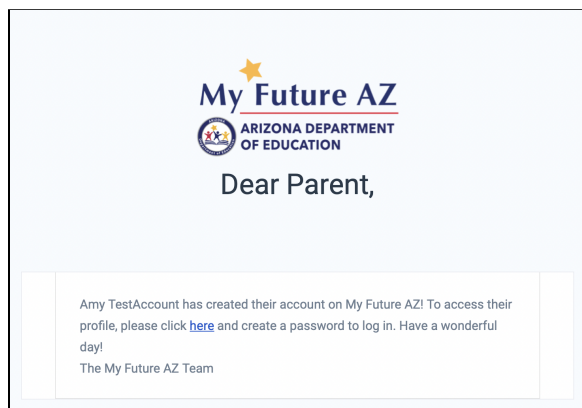 My Future AZ
ARIZONA DEPARTMENT
OF EDUCATION
Dear Parent,
Amy TestAccount has created their account on My Future AZ! To access their
profile, please click here and create a password to log in. Have a wonderful
day!
The My Future AZ Team